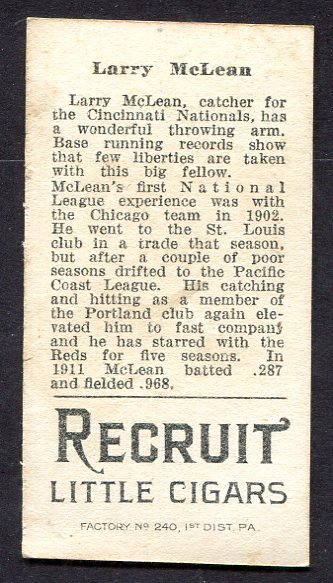 Larry McLean
Larry McLean, catcher for
the Cincinnati Nationals, has
a wonderful throwing arm.
Base running records show
that few liberties are taken
with this big fellow.
McLean's first National
League experience was with
the Chicago team in 1902.
He went to the St. Louis
club in a trade that season,
but after a couple of poor
seasons drifted to the Pacific
Coast League. His catching
and hitting as a member of
the Portland club again ele-
vated him to fast company
and he has starred with the
Reds for five seasons. In
1911 McLean batted .287
and fielded .968.
RECRUIT
LITTLE CIGARS
FACTORY No 240, 1ST DIST. PA.